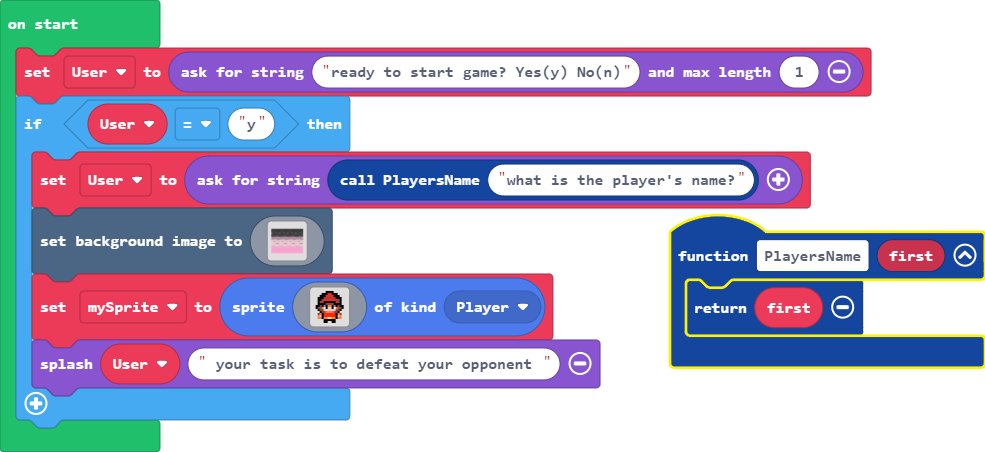 on start
set User to ask for string "ready to start game? Yes(y) No(n)" and max length 1
if User = "y" then
set User to ask for string call PlayersName "what is the player's name?"
set background image to
function PlayersName first
set mySprite to sprite of kind Player
return first
splash User " your task is to defeat your opponent "